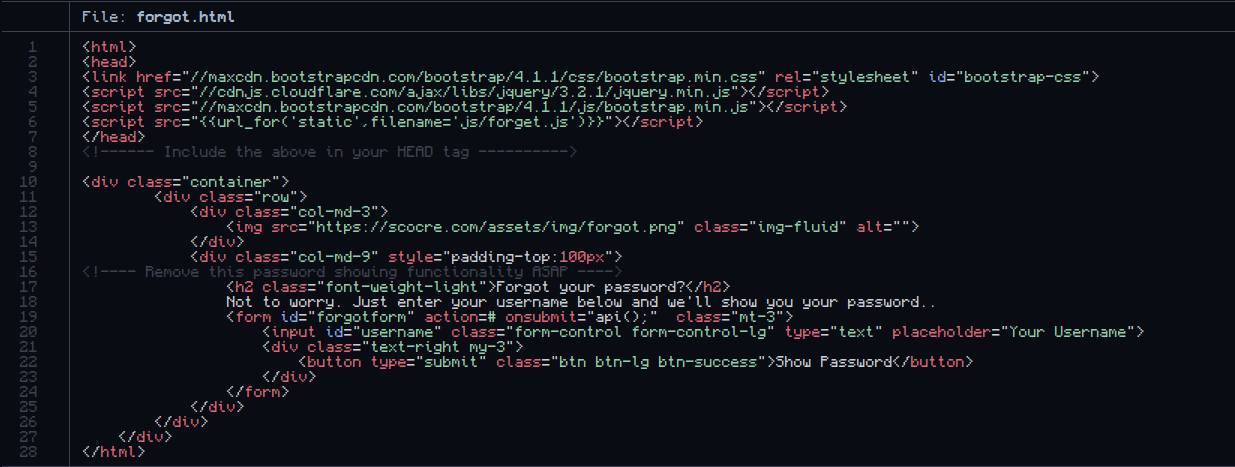 File: forgot.html
1 <html>
2 <head>
3 <link href="//maxcdn.bootstrapcdn.com/bootstrap/4.1.1/css/bootstrap.min.css" rel="stylesheet" id="bootstrap-css">
4 <script src="//cdnjs.cloudflare.com/ajax/libs/jquery/3.2.1/jquery.min.js"></script>
5 <script src="//maxcdn.bootstrapcdn.com/bootstrap/4.1.1/js/bootstrap.min.js"></script>
6 <script src="{{url_for('static',filename='js/forget.js')}}"></script>
7 </head>
8 <!------ Include the above in your HEAD tag ---------->
9
10 <div class="container">
11         <div class="row">
12             <div class="col-md-3">
13                 <img src="https://scocre.com/assets/img/forgot.png" class="img-fluid" alt="">
14             </div>
15             <div class="col-md-9" style="padding-top:100px">
16 <!---- Remove this password showing functionality ASAP ---->
17                 <h2 class="font-weight-light">Forgot your password?</h2>
18                 Not to worry. Just enter your username below and we'll show you your password..
19                 <form id="forgotform" action=# onsumbit="api();"  class="mt-3">
20                     <input id="username" class="form-control form-control-lg" type="text" placeholder="Your Username">
21                     <div class="text-right my-3">
22                         <button type="submit" class="btn btn-lg btn-success">Show Password</button>
23                     </div>
24                 </form>
25             </div>
26         </div>
27     </div>
28 </html>